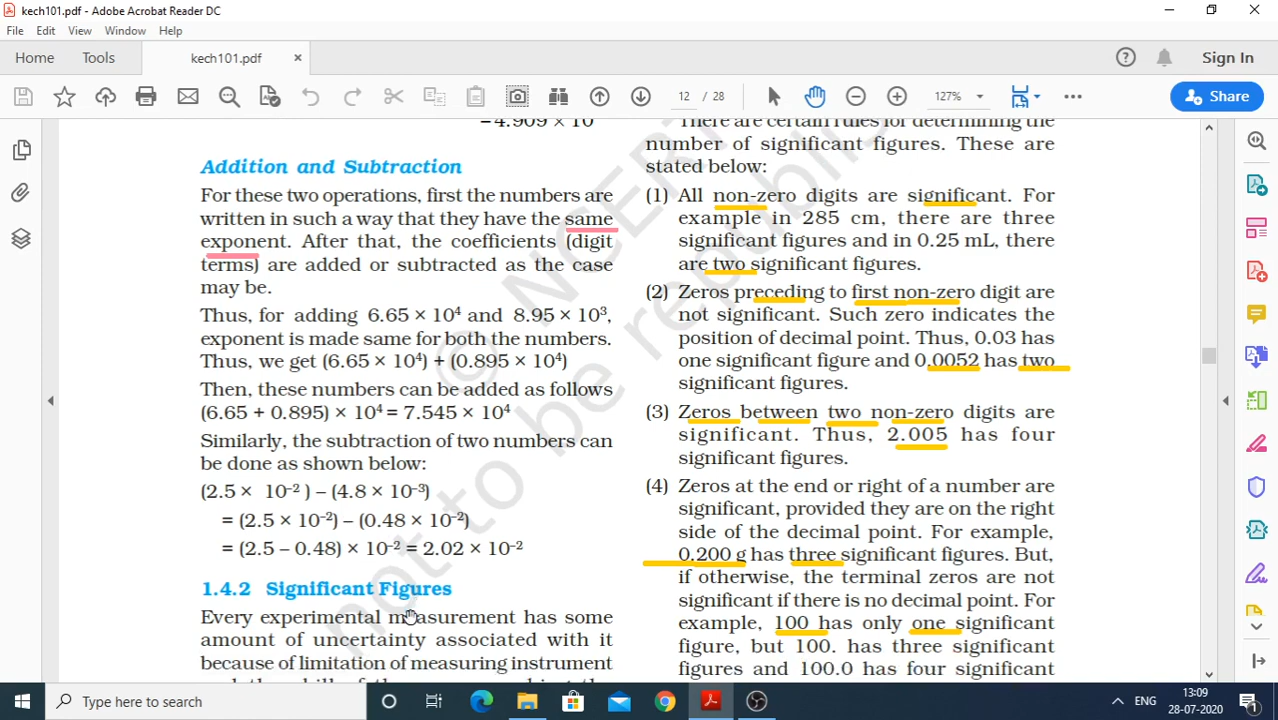 kech101.pdf - Adobe Acrobat Reader DC
File Edit View Window Help
Home Tools kech101.pdf × Sign In
12 / 28 127% Share
= 4.909 × 10
Addition and Subtraction
For these two operations, first the numbers are
written in such a way that they have the same
exponent. After that, the coefficients (digit
terms) are added or subtracted as the case
may be.
Thus, for adding 6.65 × 10⁴ and 8.95 × 10³,
exponent is made same for both the numbers.
Thus, we get (6.65 × 10⁴) + (0.895 × 10⁴)
Then, these numbers can be added as follows
(6.65 + 0.895) × 10⁴ = 7.545 × 10⁴
Similarly, the subtraction of two numbers can
be done as shown below:
(2.5 × 10⁻²) – (4.8 × 10⁻³)
= (2.5 × 10⁻²) – (0.48 × 10⁻²)
= (2.5 – 0.48) × 10⁻² = 2.02 × 10⁻²
1.4.2 Significant Figures
Every experimental measurement has some
amount of uncertainty associated with it
because of limitation of measuring instrument
There are certain rules for determining the
number of significant figures. These are
stated below:
(1) All non-zero digits are significant. For
example in 285 cm, there are three
significant figures and in 0.25 mL, there
are two significant figures.
(2) Zeros preceding to first non-zero digit are
not significant. Such zero indicates the
position of decimal point. Thus, 0.03 has
one significant figure and 0.0052 has two
significant figures.
(3) Zeros between two non-zero digits are
significant. Thus, 2.005 has four
significant figures.
(4) Zeros at the end or right of a number are
significant, provided they are on the right
side of the decimal point. For example,
0.200 g has three significant figures. But,
if otherwise, the terminal zeros are not
significant if there is no decimal point. For
example, 100 has only one significant
figure, but 100. has three significant
figures and 100.0 has four significant
© NCERT
not to be republis
Type here to search
ENG
13:09
28-07-2020
1